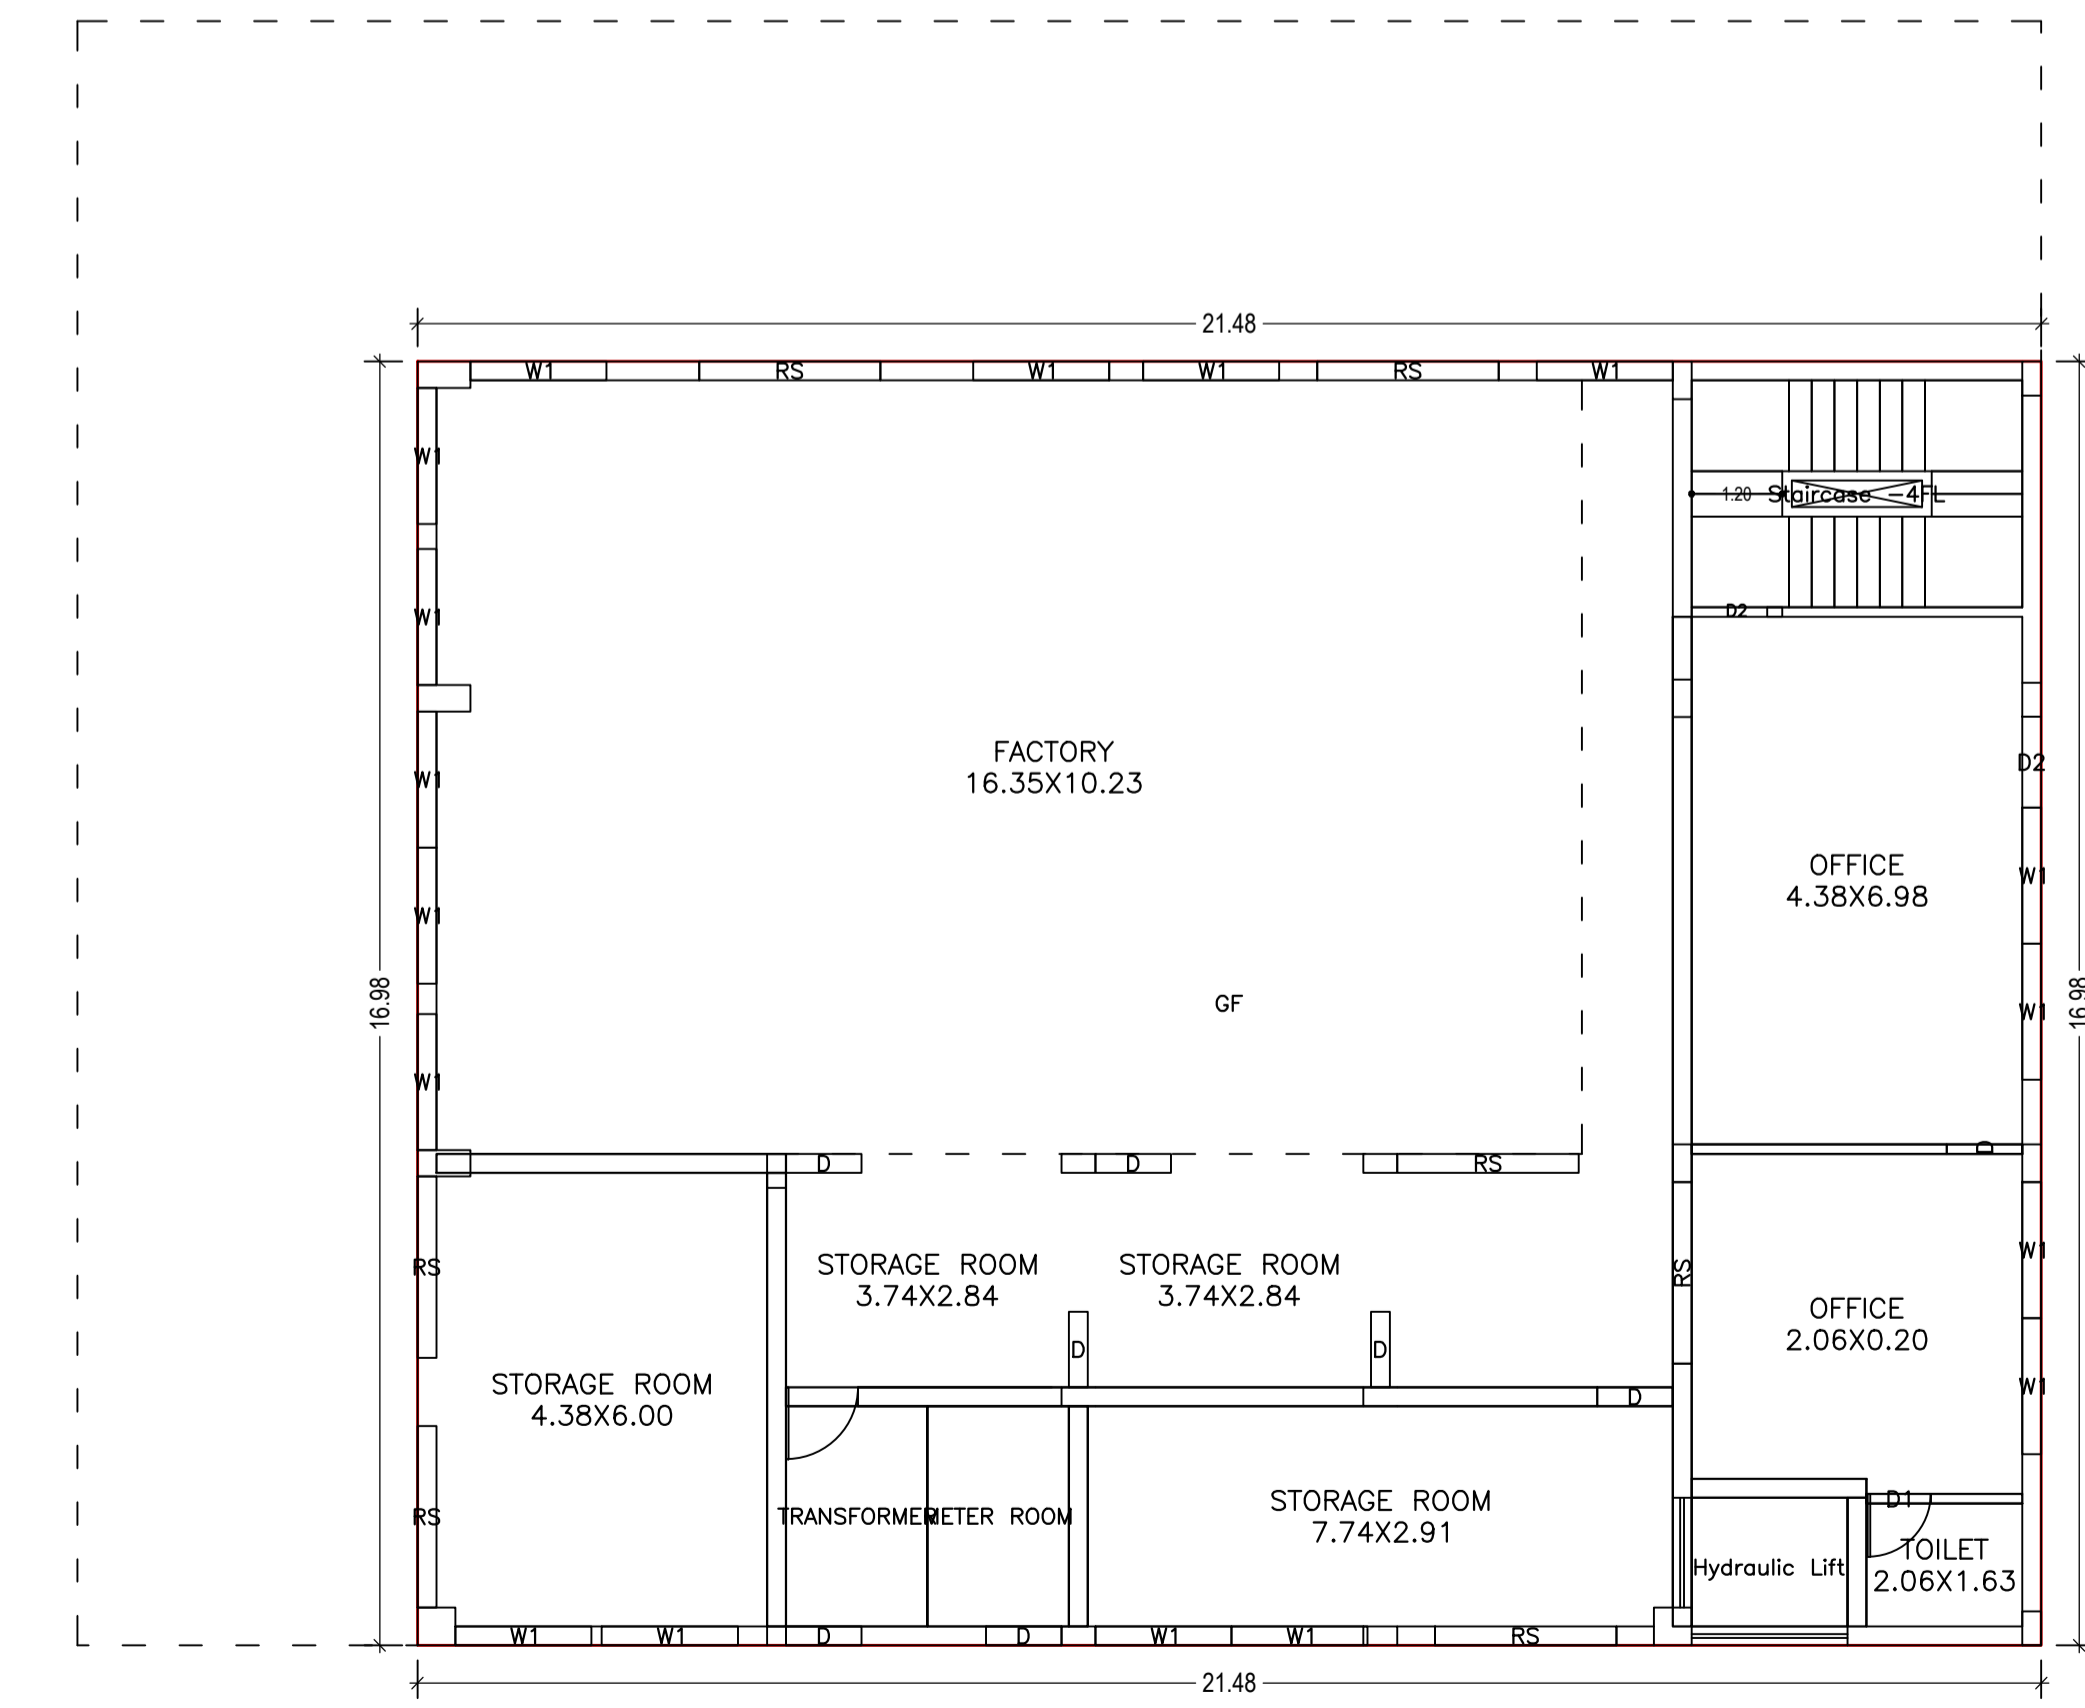 21.48
W1 RS W1 W1 RS W1
W1
1.20 Staircase -4FL
W1
D2
FACTORY
16.35X10.23
D2
W1
OFFICE
4.38X6.98
W1
W1
16.98
16.98
GF
W1
W1
D D RS
D
STORAGE ROOM
3.74X2.84
STORAGE ROOM
3.74X2.84
RS
RS
W1
OFFICE
2.06X0.20
D D
W1
STORAGE ROOM
4.38X6.00
D
STORAGE ROOM
7.74X2.91
D1
RS
TRANSFORMER
METER ROOM
Hydraulic Lift
TOILET
2.06X1.63
W1 W1 D D W1 W1 RS
21.48